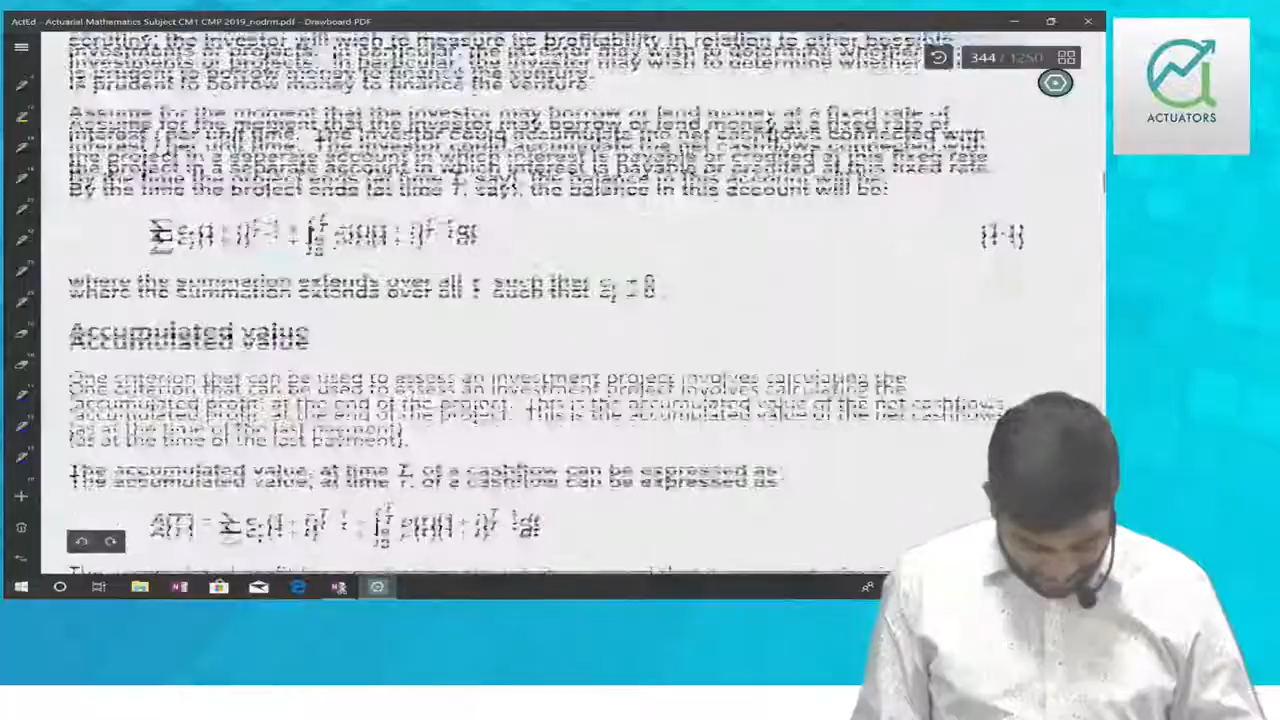 ActEd - Actuarial Mathematics Subject CM1 CMP 2019_nodrm.pdf - Drawboard PDF
344 / 1250
ACTUATORS
scrutiny; the investor will wish to measure its profitability in relation to other possible
investments or projects. In particular, the investor may wish to determine whether
is prudent to borrow money to finance the venture.
Assume for the moment that the investor may borrow or lend money at a fixed rate of
interest i per unit time. The investor could accumulate the net cashflows connected with
the project in a separate account in which interest is payable or credited at this fixed rate.
By the time the project ends (at time T, say), the balance in this account will be:
where the summation extends over all t such that
Accumulated value
One criterion that can be used to assess an investment project involves calculating the
accumulated profit at the end of the project. This is the accumulated value of the net cashflows
(as at the time of the last payment).
The accumulated value, at time T, of a cashflow can be expressed as: